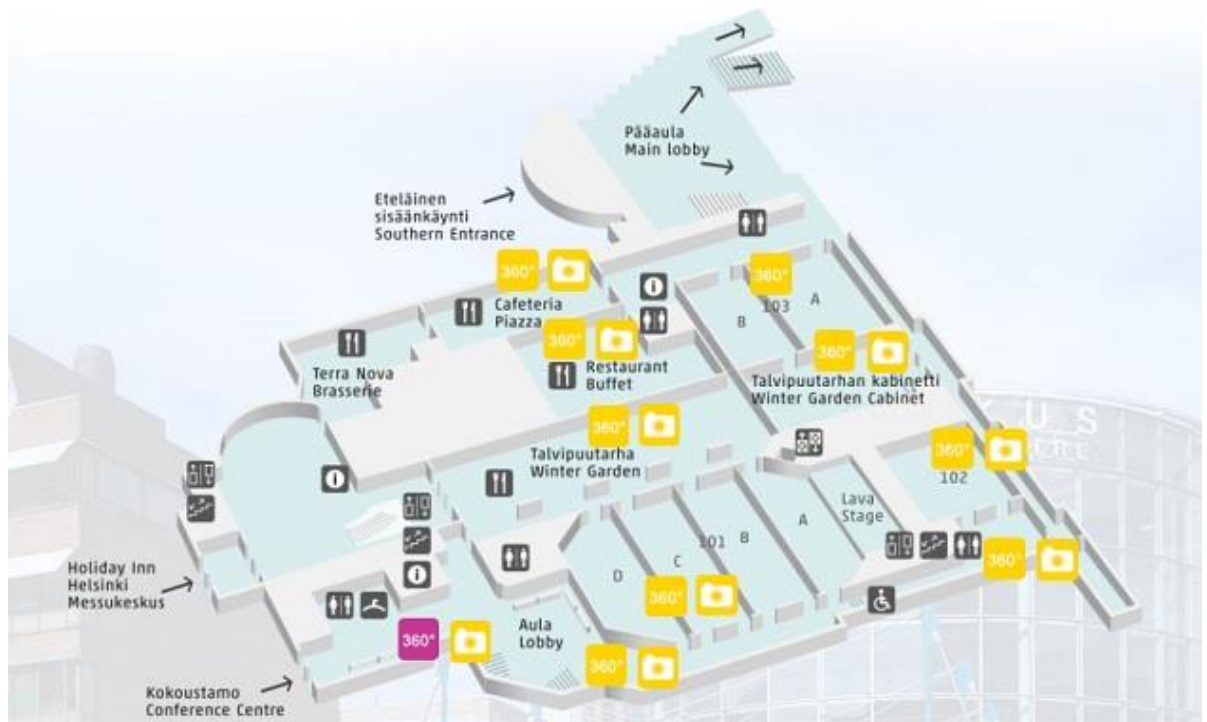 Pääaula
Main lobby
Eteläinen
sisäänkäynti
Southern Entrance
360°
Cafeteria
Piazza
360°
103
A
B
360°
Restaurant
Buffet
360°
Talvipuutarhan kabinetti
Winter Garden Cabinet
Terra Nova
Brasserie
360°
Talvipuutarha
Winter Garden
KUS
360°
102
Lava
Stage
A
101
B
C
D
360°
360°
Holiday Inn
Helsinki
Messukeskus
360°
Aula
Lobby
360°
Kokoustamo
Conference Centre